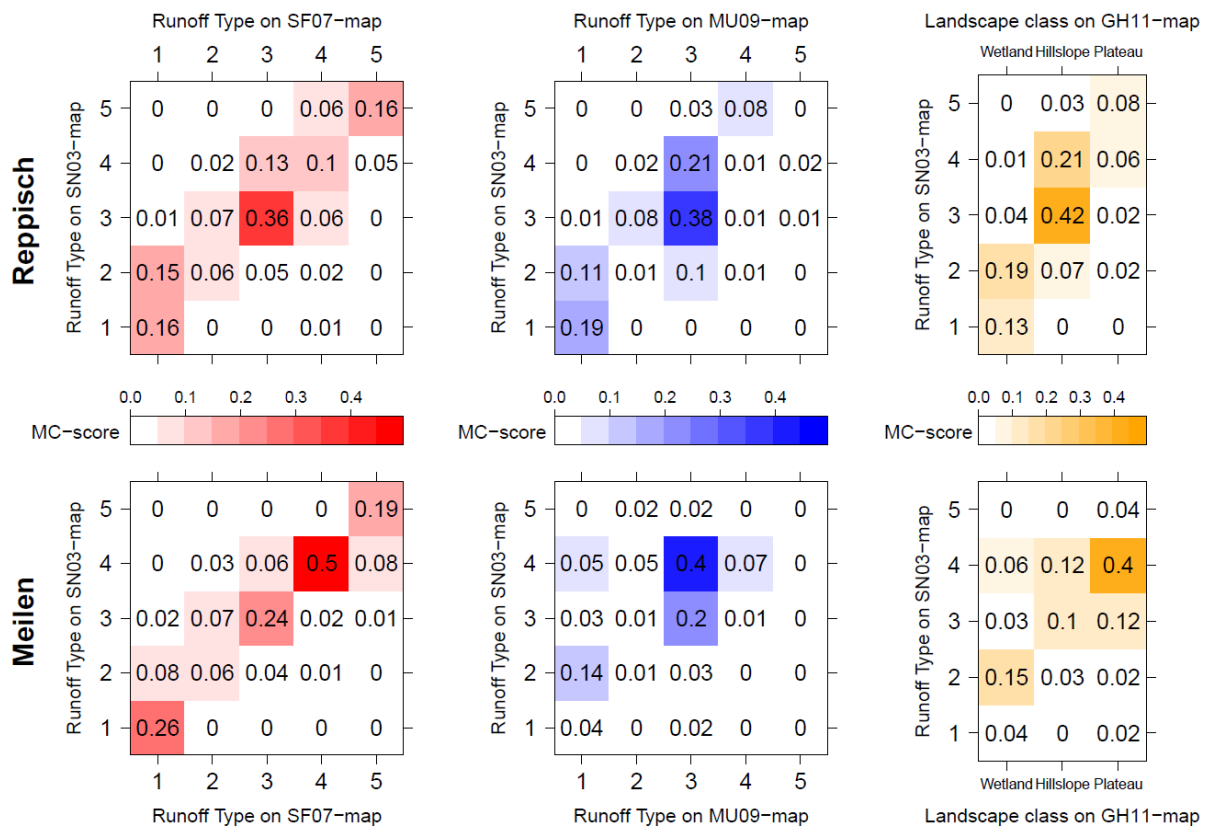 Runoff Type on SF07−map
1 2 3 4 5
Reppisch
Runoff Type on SN03−map
5 0 0 0 0.06 0.16
4 0 0.02 0.13 0.1 0.05
3 0.01 0.07 0.36 0.06 0
2 0.15 0.06 0.05 0.02 0
1 0.16 0 0 0.01 0
Runoff Type on MU09−map
1 2 3 4 5
Runoff Type on SN03−map
5 0 0 0.03 0.08 0
4 0 0.02 0.21 0.01 0.02
3 0.01 0.08 0.38 0.01 0.01
2 0.11 0.01 0.1 0.01 0
1 0.19 0 0 0 0
Landscape class on GH11−map
Wetland Hillslope Plateau
Runoff Type on SN03−map
5 0 0.03 0.08
4 0.01 0.21 0.06
3 0.04 0.42 0.02
2 0.19 0.07 0.02
1 0.13 0 0
0.0 0.1 0.2 0.3 0.4
MC−score
0.0 0.1 0.2 0.3 0.4
MC−score
0.0 0.1 0.2 0.3 0.4
MC−score
Meilen
Runoff Type on SN03−map
5 0 0 0 0 0.19
4 0 0.03 0.06 0.5 0.08
3 0.02 0.07 0.24 0.02 0.01
2 0.08 0.06 0.04 0.01 0
1 0.26 0 0 0 0
1 2 3 4 5
Runoff Type on SF07−map
Runoff Type on SN03−map
5 0 0.02 0.02 0 0
4 0.05 0.05 0.4 0.07 0
3 0.03 0.01 0.2 0.01 0
2 0.14 0.01 0.03 0 0
1 0.04 0 0.02 0 0
1 2 3 4 5
Runoff Type on MU09−map
Runoff Type on SN03−map
5 0 0 0.04
4 0.06 0.12 0.4
3 0.03 0.1 0.12
2 0.15 0.03 0.02
1 0.04 0 0.02
Wetland Hillslope Plateau
Landscape class on GH11−map